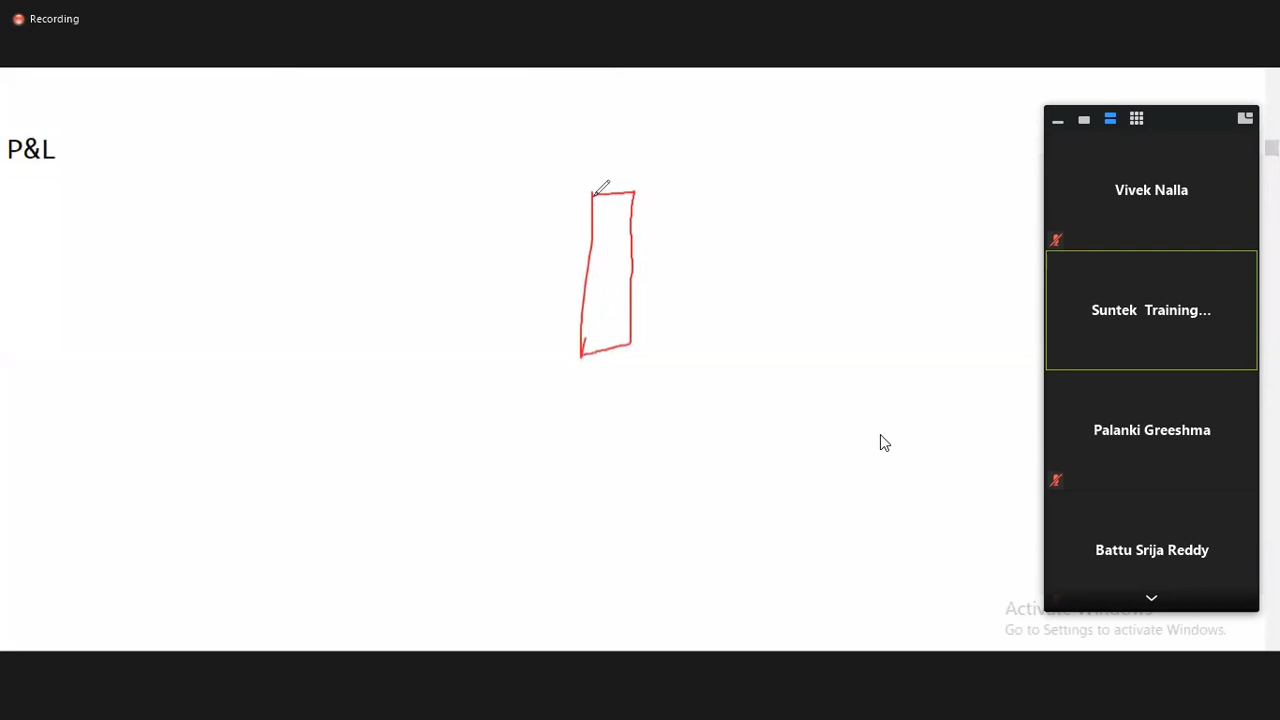 Recording
P&L
Vivek Nalla
Suntek Training...
Palanki Greeshma
Battu Srija Reddy
Activate Windows
Go to Settings to activate Windows.